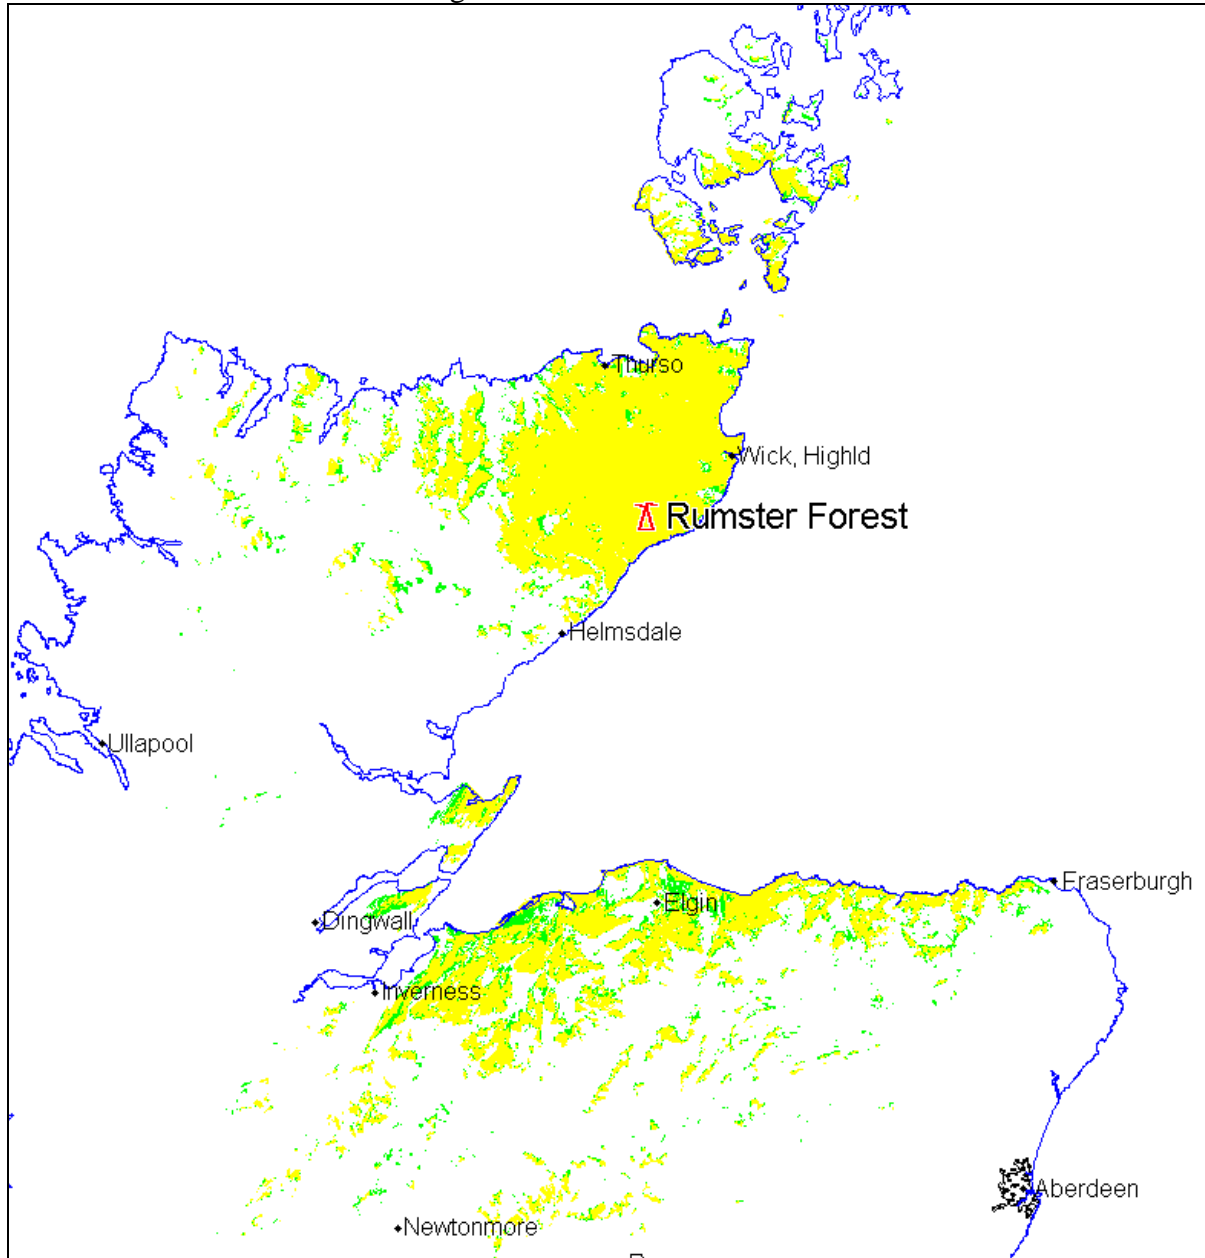 Thurso
Wick, Highld
Rumster Forest
Helmsdale
Ullapool
Fraserburgh
Elgin
Dingwall
Inverness
Aberdeen
Newtonmore